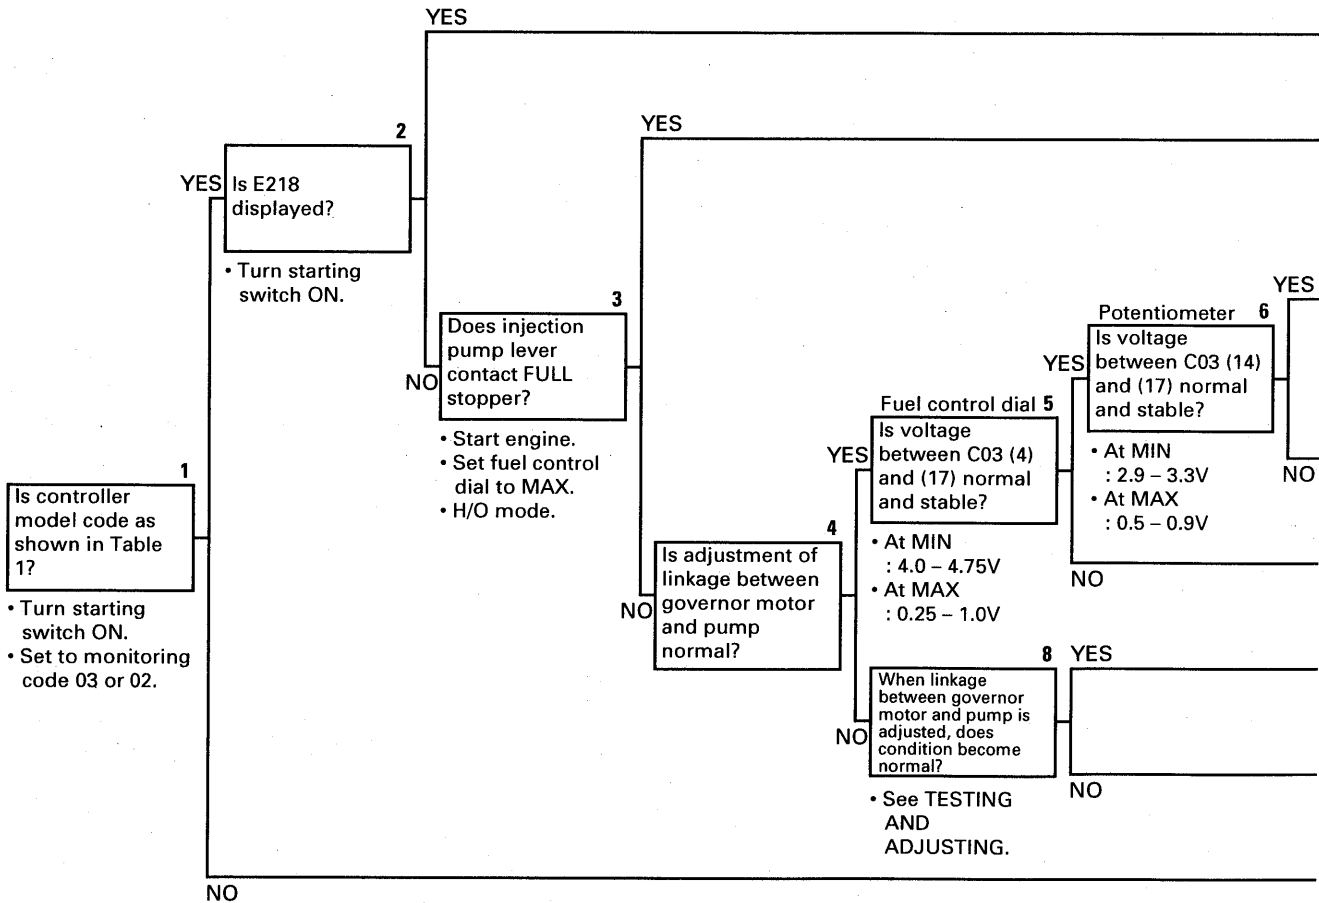 YES
2
YES
YES
Is E218
displayed?
• Turn starting
switch ON.
3
NO
Does injection
pump lever
contact FULL
stopper?
• Start engine.
• Set fuel control
dial to MAX.
• H/O mode.
YES
Potentiometer 6
YES
Is voltage
between C03 (14)
and (17) normal
and stable?
• At MIN
: 2.9 – 3.3V
• At MAX
: 0.5 – 0.9V
NO
Fuel control dial 5
YES
Is voltage
between C03 (4)
and (17) normal
and stable?
• At MIN
: 4.0 – 4.75V
• At MAX
: 0.25 – 1.0V
NO
1
Is controller
model code as
shown in Table
1?
• Turn starting
switch ON.
• Set to monitoring
code 03 or 02.
4
NO
Is adjustment of
linkage between
governor motor
and pump
normal?
8
YES
NO
When linkage
between governor
motor and pump is
adjusted, does
condition become
normal?
NO
• See TESTING
AND
ADJUSTING.
NO